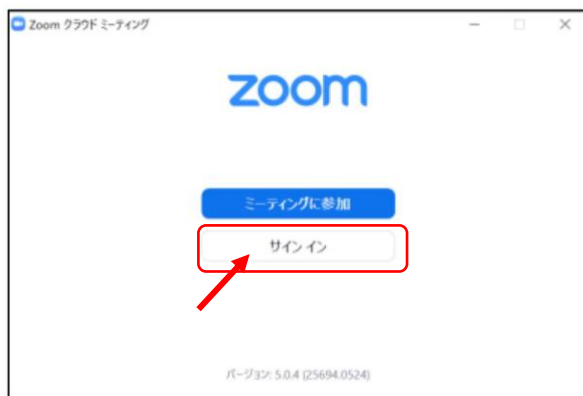 Zoom クラウド ミーティング
zoom
ミーティングに参加
サイン イン
バージョン: 5.0.4 (25694.0524)